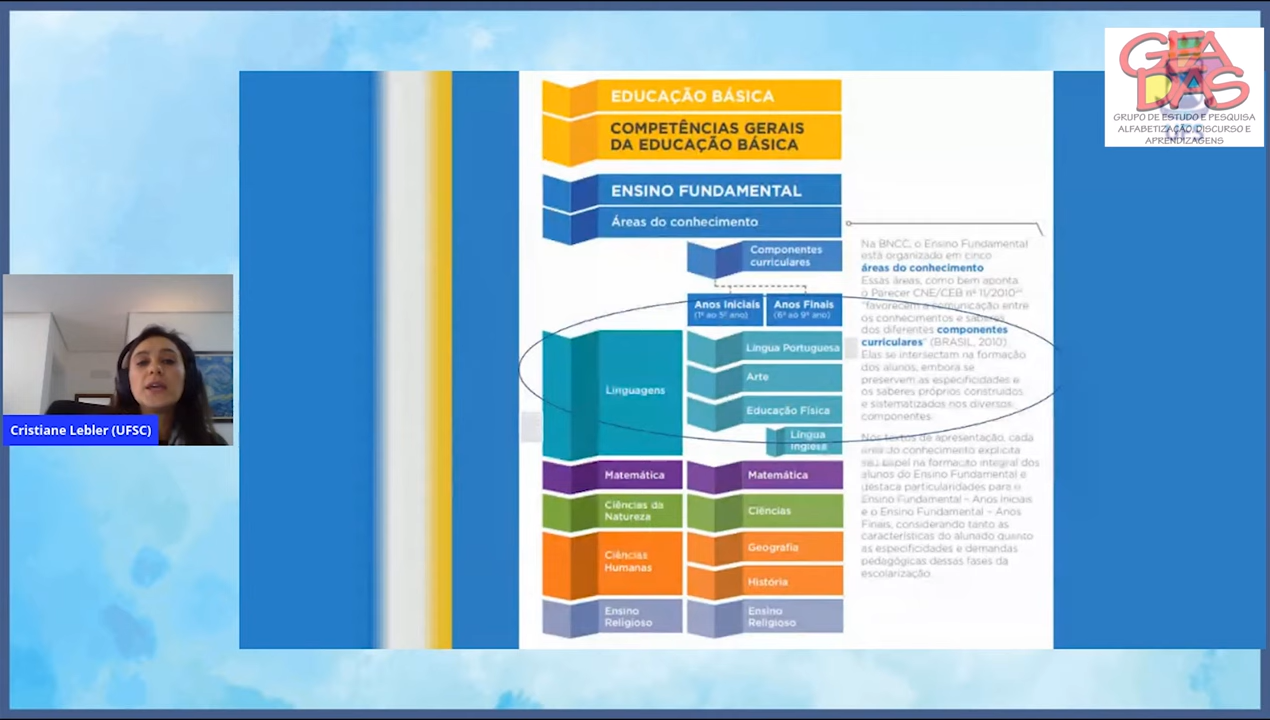 GEADAS
GRUPO DE ESTUDO E PESQUISA
ALFABETIZAÇÃO, DISCURSO E
APRENDIZAGENS
EDUCAÇÃO BÁSICA
COMPETÊNCIAS GERAIS
DA EDUCAÇÃO BÁSICA
ENSINO FUNDAMENTAL
Áreas do conhecimento
Componentes
curriculares
Anos Iniciais
(1º ao 5º ano)
Anos Finais
(6º ao 9º ano)
Linguagens
Língua Portuguesa
Arte
Educação Física
Língua
Inglesa
Matemática
Matemática
Ciências da
Natureza
Ciências
Ciências
Humanas
Geografia
História
Ensino
Religioso
Ensino
Religioso
Na BNCC, o Ensino Fundamental
está organizado em cinco
áreas do conhecimento
Essas áreas, como bem aponta
o Parecer CNE/CEB nº 11/2010
"favorecem a comunicação entre
os conhecimentos e saberes
dos diferentes componentes
curriculares" (BRASIL, 2010)
Elas se intersectam na formação
dos alunos, embora se
preservem as especificidades e
os saberes próprios construídos
e sistematizados nos diversos
componentes.
Nos textos de apresentação, cada
área do conhecimento explicita
seu papel na formação integral dos
alunos do Ensino Fundamental e
destaca particularidades para o
Ensino Fundamental – Anos Iniciais
e o Ensino Fundamental – Anos
Finais, considerando tanto as
características do alunado quanto
as especificidades e demandas
pedagógicas dessas fases da
escolarização.
Cristiane Lebler (UFSC)